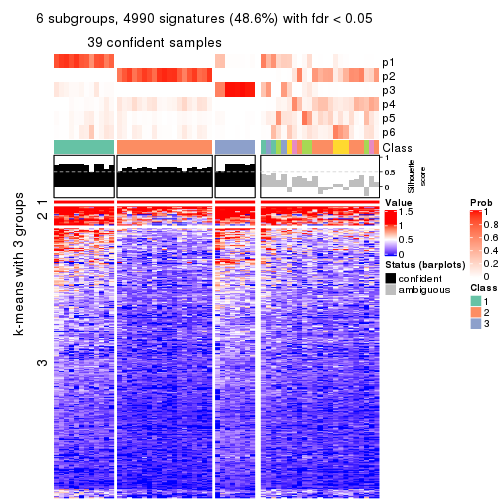 6 subgroups, 4990 signatures (48.6%) with fdr < 0.05
39 confident samples
p1
p2
p3
p4
p5
p6
Class
1
0.5
0
Silhouette score
k-means with 3 groups
1
2
3
Value
1.5
1
0.5
0
Status (barplots)
confident
ambiguous
Prob
1
0.8
0.6
0.4
0.2
0
Class
1
2
3